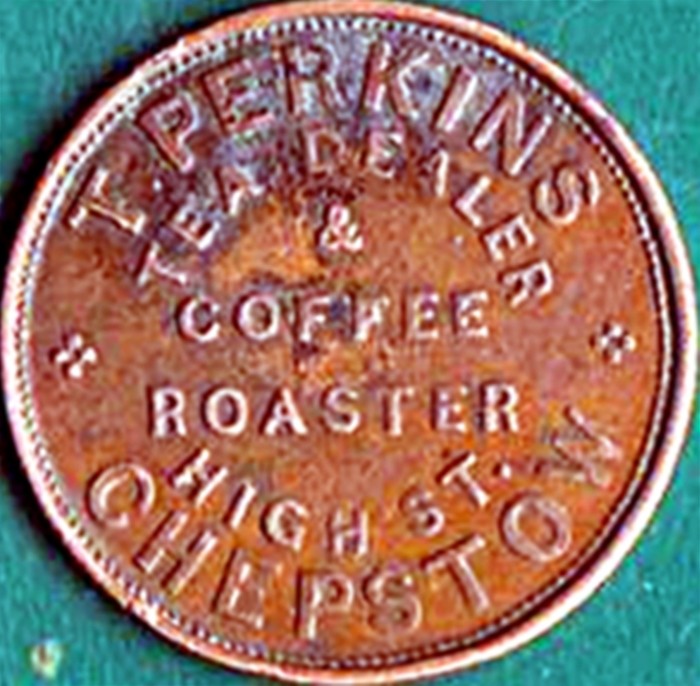 T. PERKINS
TEA DEALER
&
COFFEE
ROASTER
HIGH ST.
CHEPSTOW